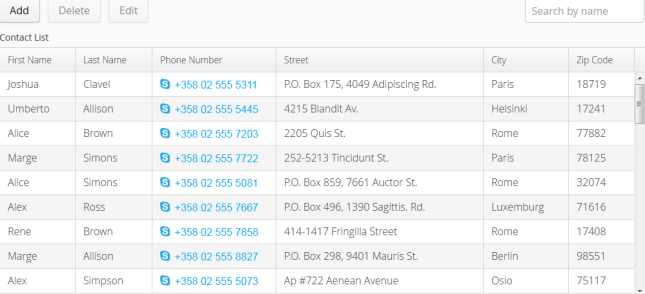 Add Delete Edit Search by name
Contact List
First Name Last Name Phone Number Street City Zip Code
Joshua Clavel +358 02 555 5311 P.O. Box 175, 4049 Adipiscing Rd. Paris 18719
Umberto Allison +358 02 555 5445 4215 Blandit Av. Helsinki 17241
Alice Brown +358 02 555 7203 2205 Quis St. Rome 77882
Marge Simons +358 02 555 7722 252-5213 Tincidunt St. Paris 78125
Alice Simons +358 02 555 5081 P.O. Box 859, 7661 Auctor St. Rome 32074
Alex Ross +358 02 555 7667 P.O. Box 496, 1390 Sagittis. Rd. Luxemburg 71616
Rene Brown +358 02 555 7858 414-1417 Fringilla Street Rome 17408
Marge Allison +358 02 555 8827 P.O. Box 298, 9401 Mauris St. Berlin 98551
Alex Simpson +358 02 555 5073 Ap #722 Aenean Avenue Oslo 75117